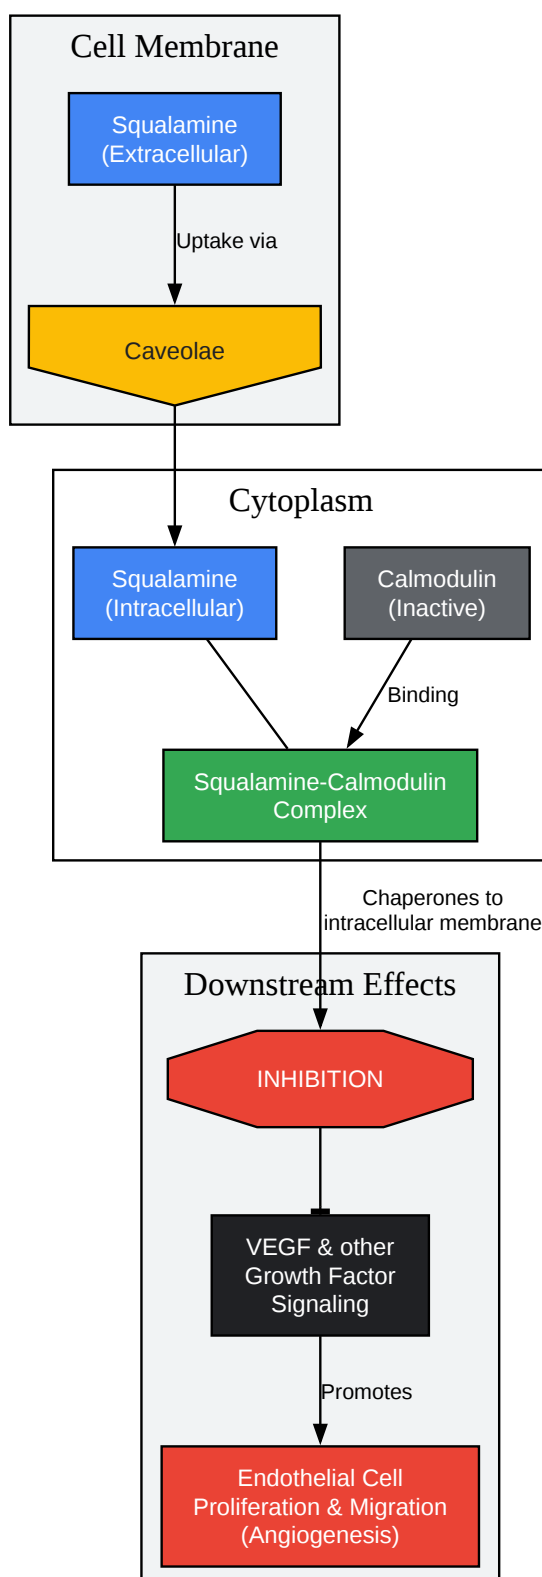 Cell Membrane
Squalamine
(Extracellular)
Uptake via
Caveolae
Cytoplasm
Squalamine
(Intracellular)
Calmodulin
(Inactive)
Binding
Squalamine-Calmodulin
Complex
Chaperones to
intracellular membrane
Downstream Effects
INHIBITION
VEGF & other
Growth Factor
Signaling
Promotes
Endothelial Cell
Proliferation & Migration
(Angiogenesis)